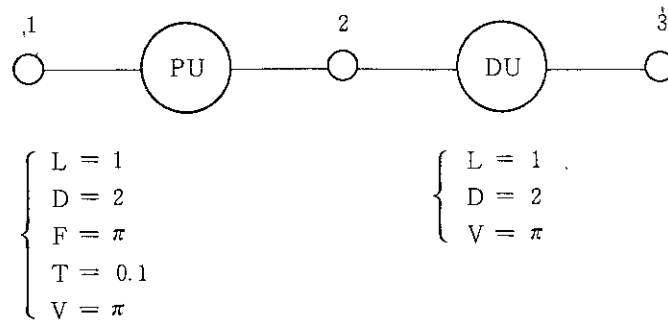 1 2 3
PU DU
L = 1
D = 2
F = π
T = 0.1
V = π
L = 1
D = 2
V = π